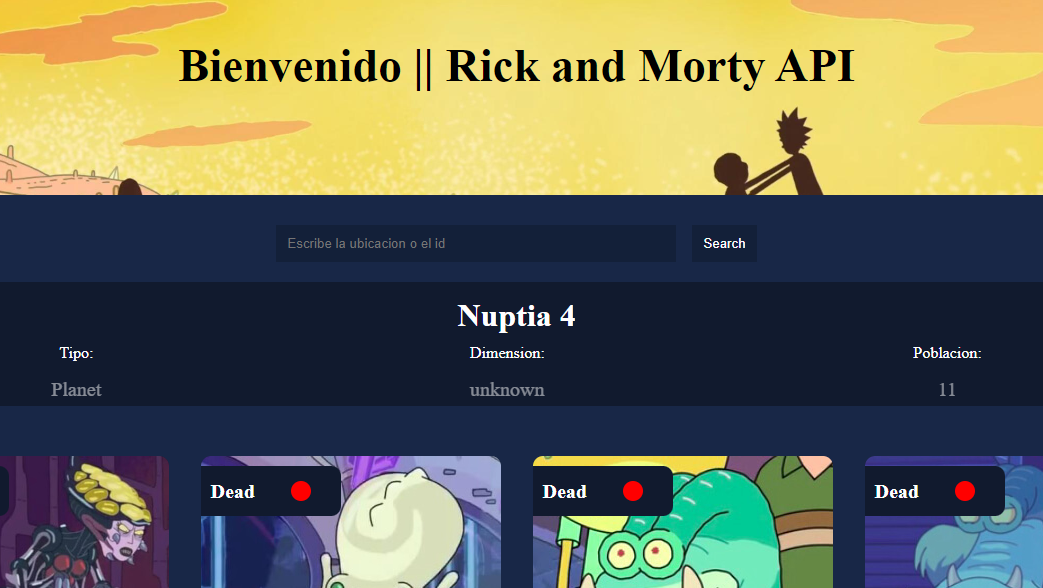 Bienvenido || Rick and Morty API
Escribe la ubicacion o el id
Search
Nuptia 4
Tipo:
Dimension:
Poblacion:
Planet
unknown
11
Dead
Dead
Dead